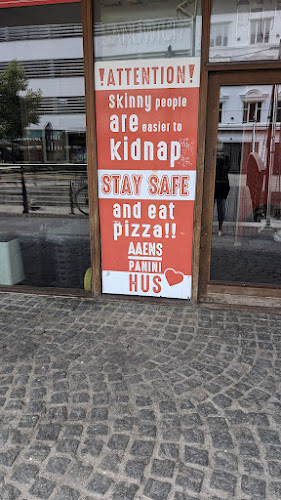 !ATTENTION!
Skinny people
are easier to
kidnap
STAY SAFE
and eat
pizza!!
AAENS
PANINI
HUS